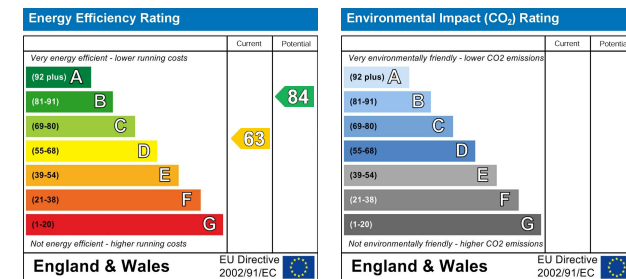 Energy Efficiency Rating
Current Potential
Very energy efficient - lower running costs
(92 plus) A
(81-91) B
84
(69-80) C
63
(55-68) D
(39-54) E
(21-38) F
(1-20) G
Not energy efficient - higher running costs
England & Wales
EU Directive
2002/91/EC
Environmental Impact (CO₂) Rating
Current Potential
Very environmentally friendly - lower CO2 emissions
(92 plus) A
(81-91) B
(69-80) C
(55-68) D
(39-54) E
(21-38) F
(1-20) G
Not environmentally friendly - higher CO2 emissions
England & Wales
EU Directive
2002/91/EC